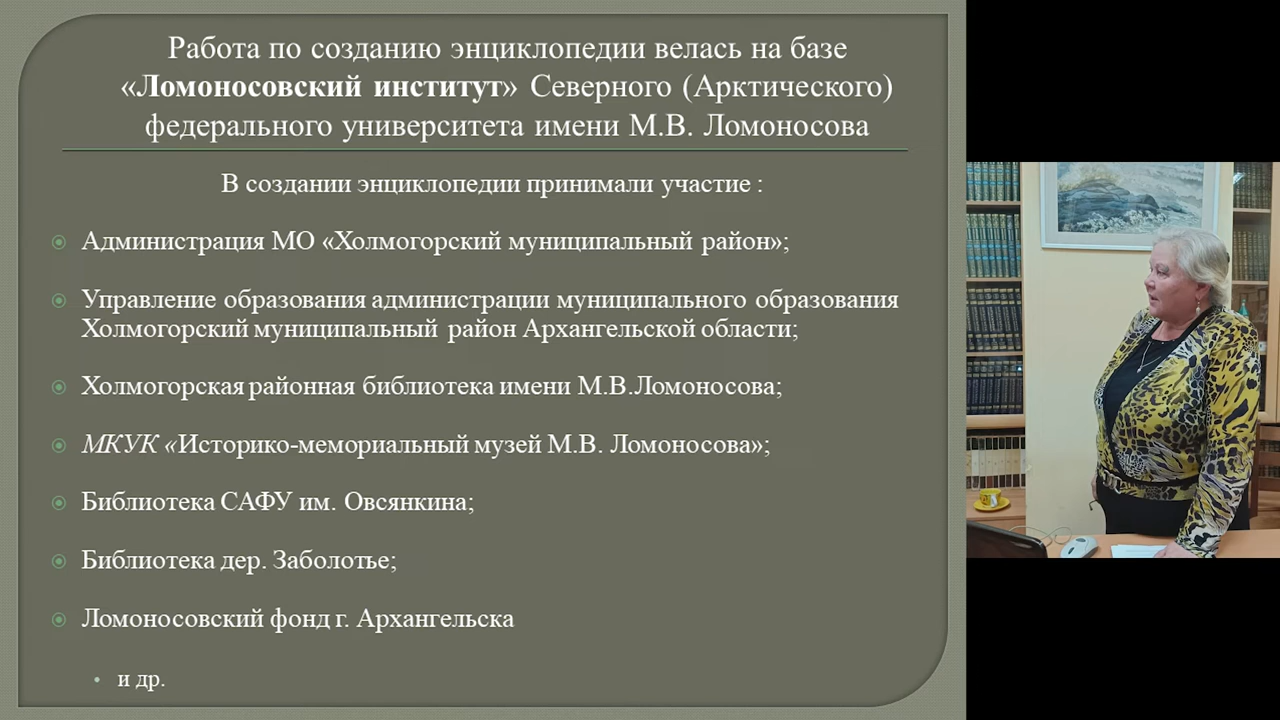 Работа по созданию энциклопедии велась на базе
«Ломоносовский институт» Северного (Арктического)
федерального университета имени М.В. Ломоносова
В создании энциклопедии принимали участие :
Администрация МО «Холмогорский муниципальный район»;
Управление образования администрации муниципального образования
Холмогорский муниципальный район Архангельской области;
Холмогорская районная библиотека имени М.В.Ломоносова;
МКУК «Историко-мемориальный музей М.В. Ломоносова»;
Библиотека САФУ им. Овсянкина;
Библиотека дер. Заболотье;
Ломоносовский фонд г. Архангельска
и др.